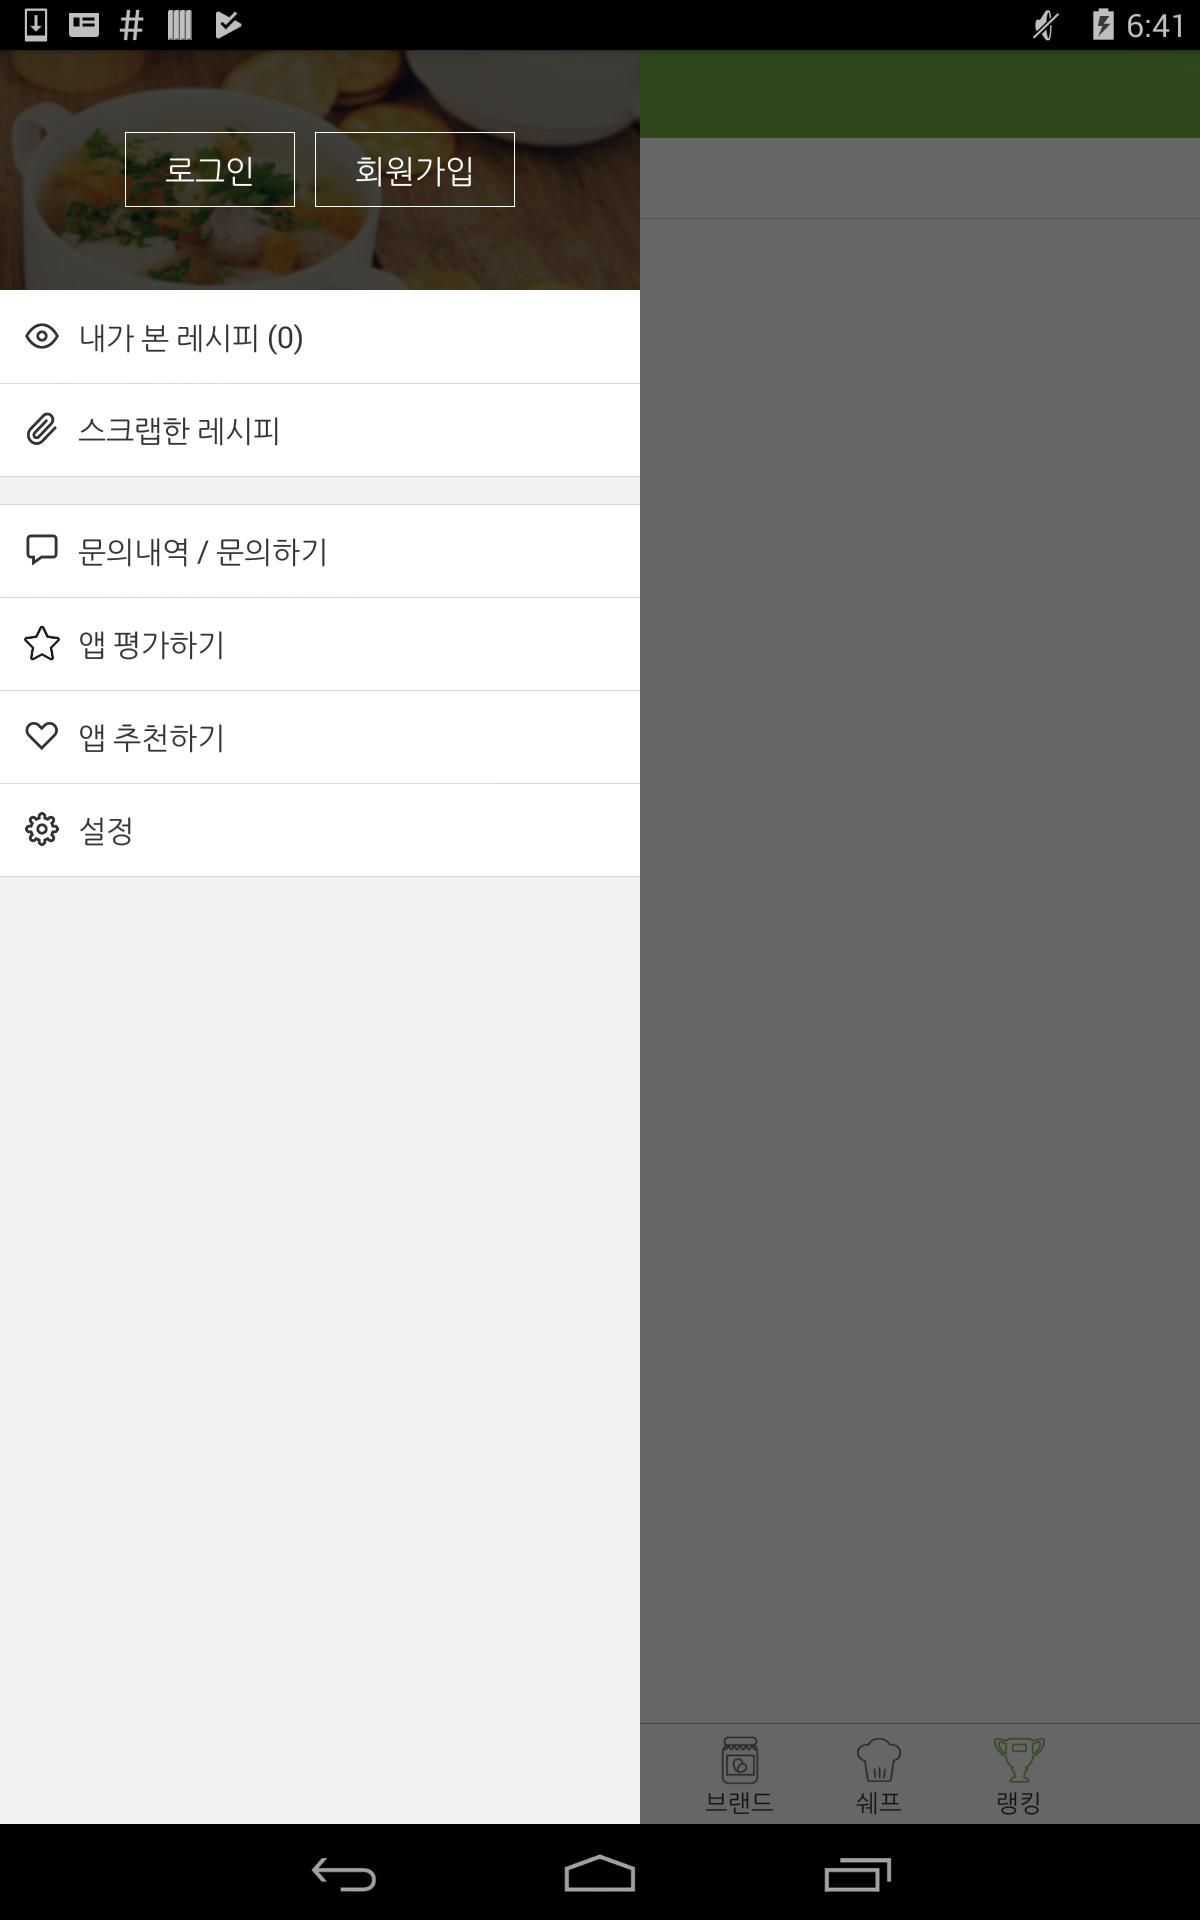 6:41
로그인
회원가입
내가 본 레시피 (0)
스크랩한 레시피
문의내역 / 문의하기
앱 평가하기
앱 추천하기
설정
브랜드
쉐프
랭킹